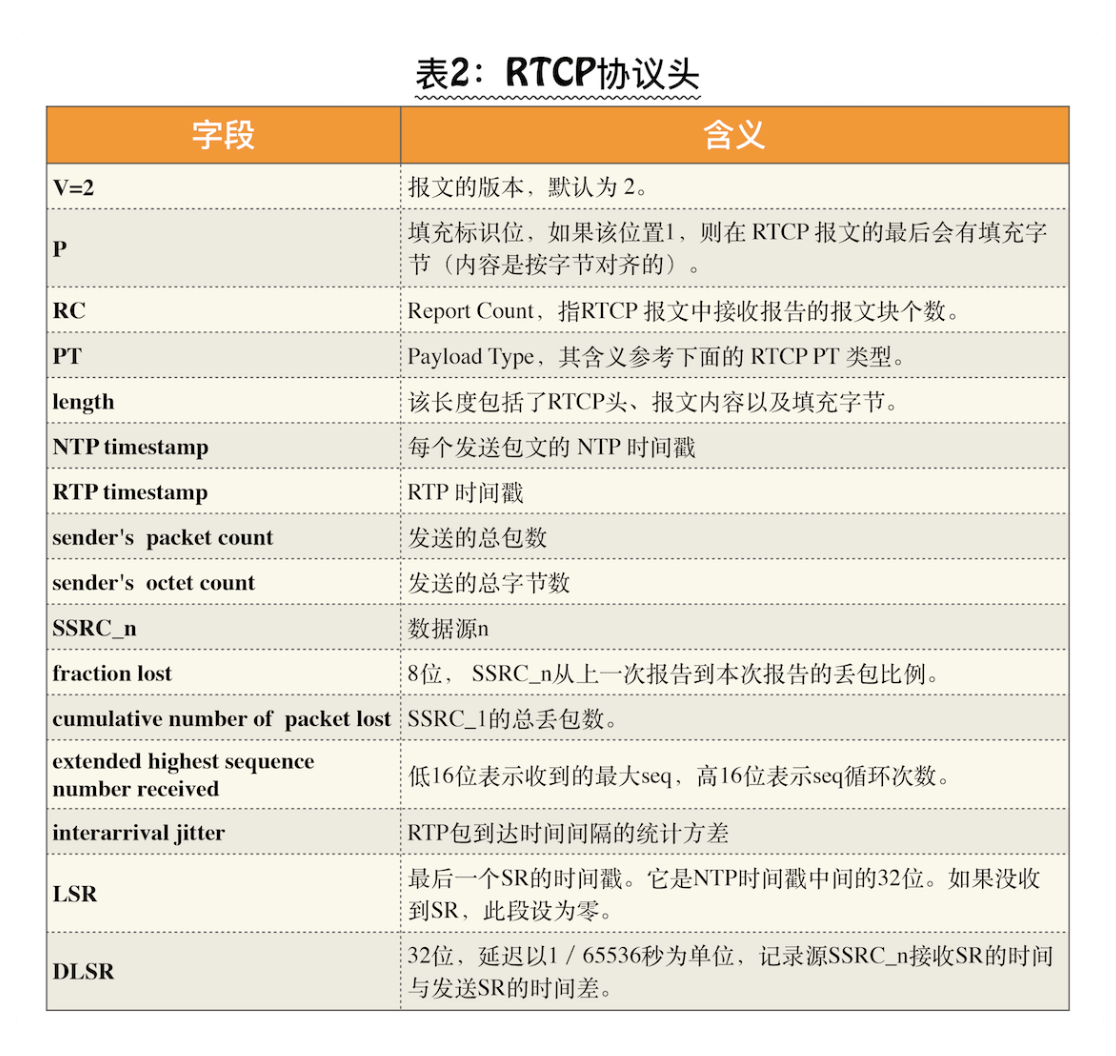 表2：RTCP协议头
字段 含义
V=2 报文的版本，默认为 2。
P 填充标识位，如果该位置1，则在 RTCP 报文的最后会有填充字
节（内容是按字节对齐的）。
RC Report Count，指RTCP 报文中接收报告的报文块个数。
PT Payload Type，其含义参考下面的 RTCP PT 类型。
length 该长度包括了RTCP头、报文内容以及填充字节。
NTP timestamp 每个发送包文的 NTP 时间戳
RTP timestamp RTP 时间戳
sender's packet count 发送的总包数
sender's octet count 发送的总字节数
SSRC_n 数据源n
fraction lost 8位， SSRC_n从上一次报告到本次报告的丢包比例。
cumulative number of packet lost SSRC_1的总丢包数。
extended highest sequence
number received 低16位表示收到的最大seq，高16位表示seq循环次数。
interarrival jitter RTP包到达时间间隔的统计方差
LSR 最后一个SR的时间戳。它是NTP时间戳中间的32位。如果没收
到SR，此段设为零。
DLSR 32位，延迟以1 / 65536秒为单位，记录源SSRC_n接收SR的时间
与发送SR的时间差。